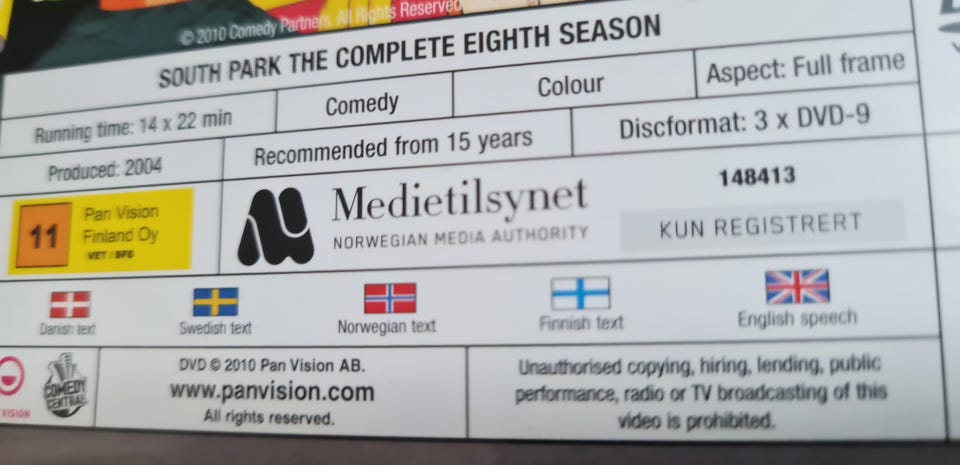 © 2010 Comedy Partners. All Rights Reserved
SOUTH PARK THE COMPLETE EIGHTH SEASON
Running time: 14 x 22 min
Comedy
Colour
Aspect: Full frame
Produced: 2004
Recommended from 15 years
Discformat: 3 x DVD-9
11
Pan Vision
Finland Oy
VET / SFB
Medietilsynet
NORWEGIAN MEDIA AUTHORITY
148413
KUN REGISTRERT
Danish text
Swedish text
Norwegian text
Finnish text
English speech
VISION
COMEDY
CENTRAL
DVD © 2010 Pan Vision AB.
www.panvision.com
All rights reserved.
Unauthorised copying, hiring, lending, public
performance, radio or TV broadcasting of this
video is prohibited.